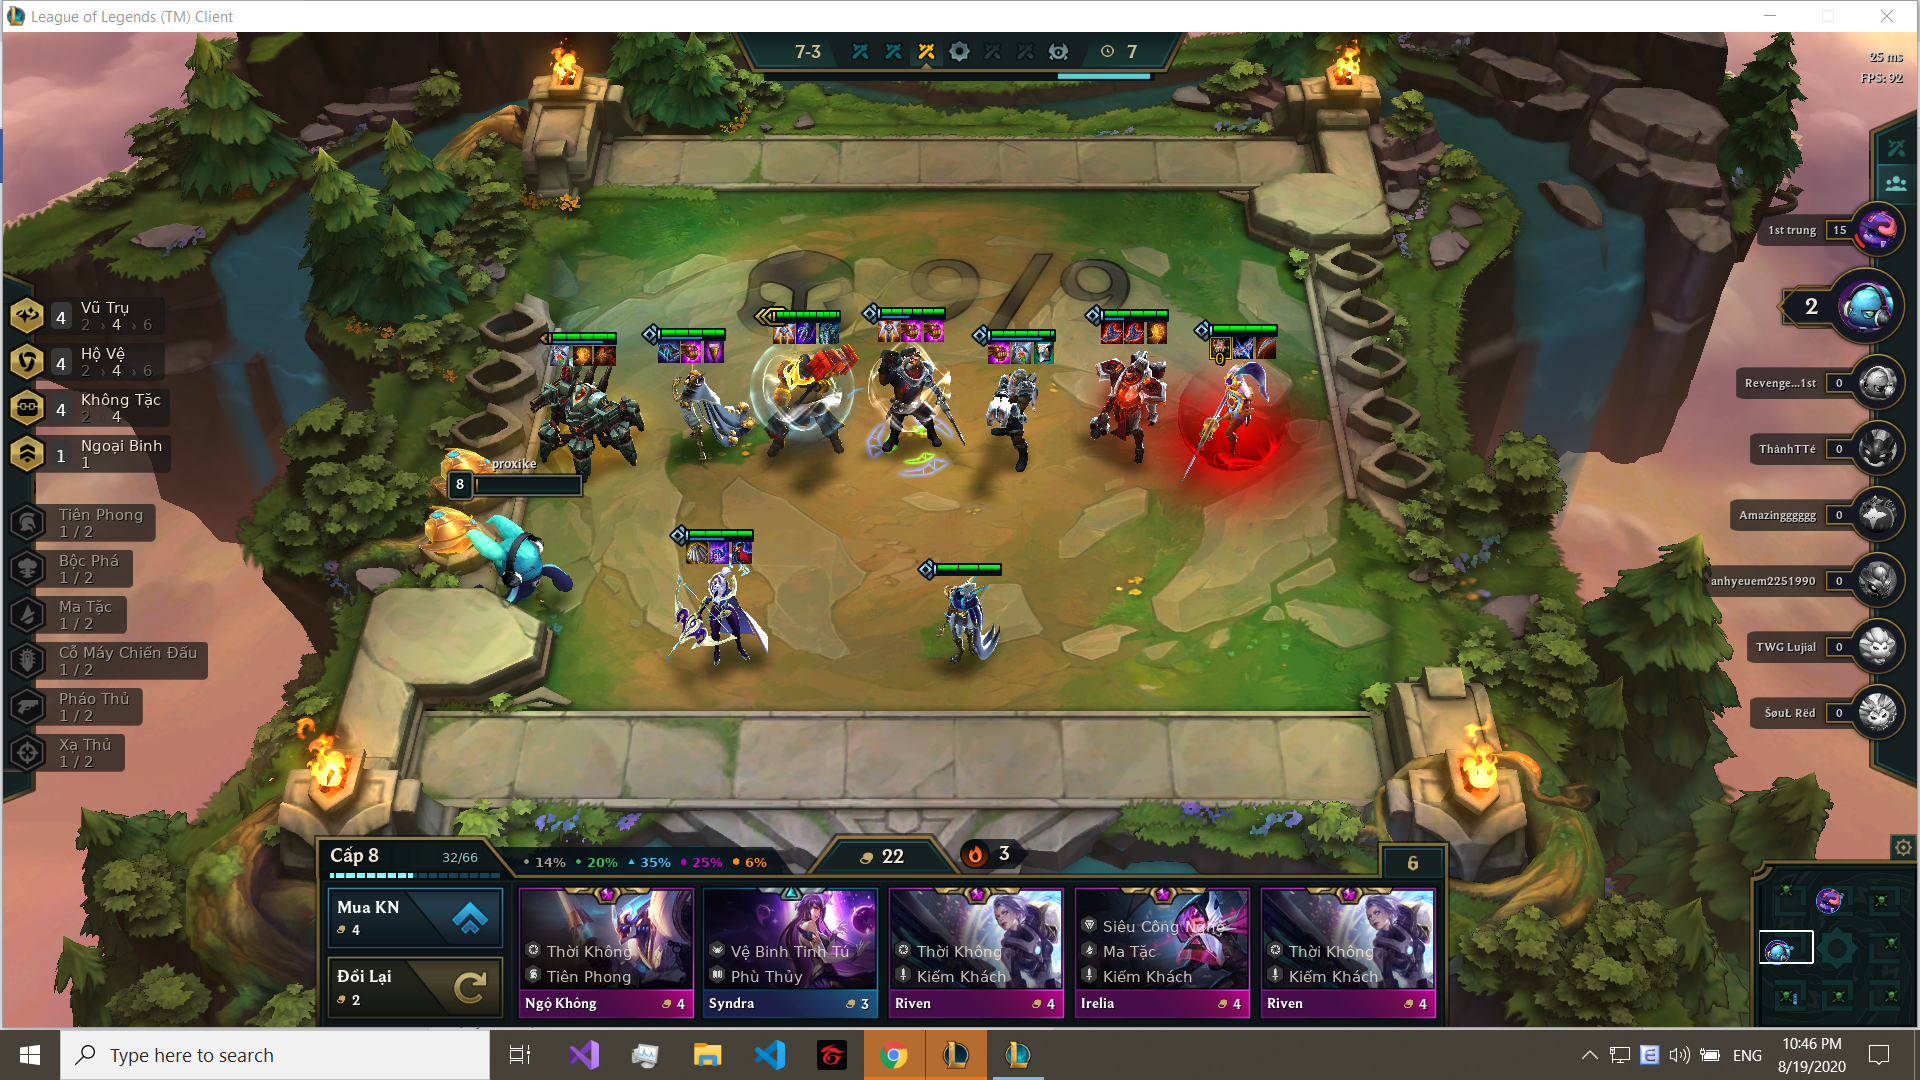 League of Legends (TM) Client
7-3
7
25 ms
FPS: 92
9/9
4
Vũ Trụ
2 › 4 › 6
4
Hộ Vệ
2 › 4 › 6
4
Không Tặc
2 4
1
Ngoại Binh
1
Tiên Phong
1 / 2
Bộc Phá
1 / 2
Ma Tặc
1 / 2
Cỗ Máy Chiến Đấu
1 / 2
Pháo Thủ
1 / 2
Xạ Thủ
1 / 2
proxike
8
0
1st trung 15
2
Revenge...1st 0
ThànhTTé 0
Amazingggggg 0
anhyeuem2251990 0
TWG Lujial 0
ŠøuŁ Rëd 0
Cấp 8 32/66
14% 20% 35% 25% 6%
22
3
6
Mua KN
4
Đổi Lại
2
Thời Không
Tiên Phong
Ngộ Không 4
Vệ Binh Tinh Tú
Phù Thủy
Syndra 3
Thời Không
Kiếm Khách
Riven 4
Siêu Công Nghệ
Ma Tặc
Kiếm Khách
Irelia 4
Thời Không
Kiếm Khách
Riven 4
Type here to search
ENG
10:46 PM
8/19/2020